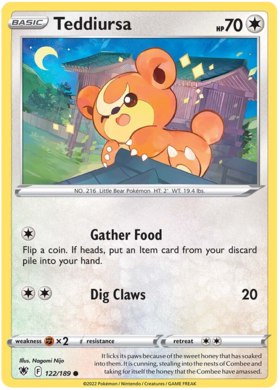 BASIC Teddiursa HP 70
NO. 216 Little Bear Pokémon HT: 2' WT: 19.4 lbs.
Gather Food
Flip a coin. If heads, put an Item card from your discard
pile into your hand.
Dig Claws 20
weakness ×2 resistance retreat
Illus. Nagomi Nijo
F 122/189
It licks its paws because of the sweet honey that has soaked
into them. It is cunning, stealing into the nests of Combee and
taking for itself the honey that the Combee have amassed.
©2022 Pokémon / Nintendo / Creatures / GAME FREAK